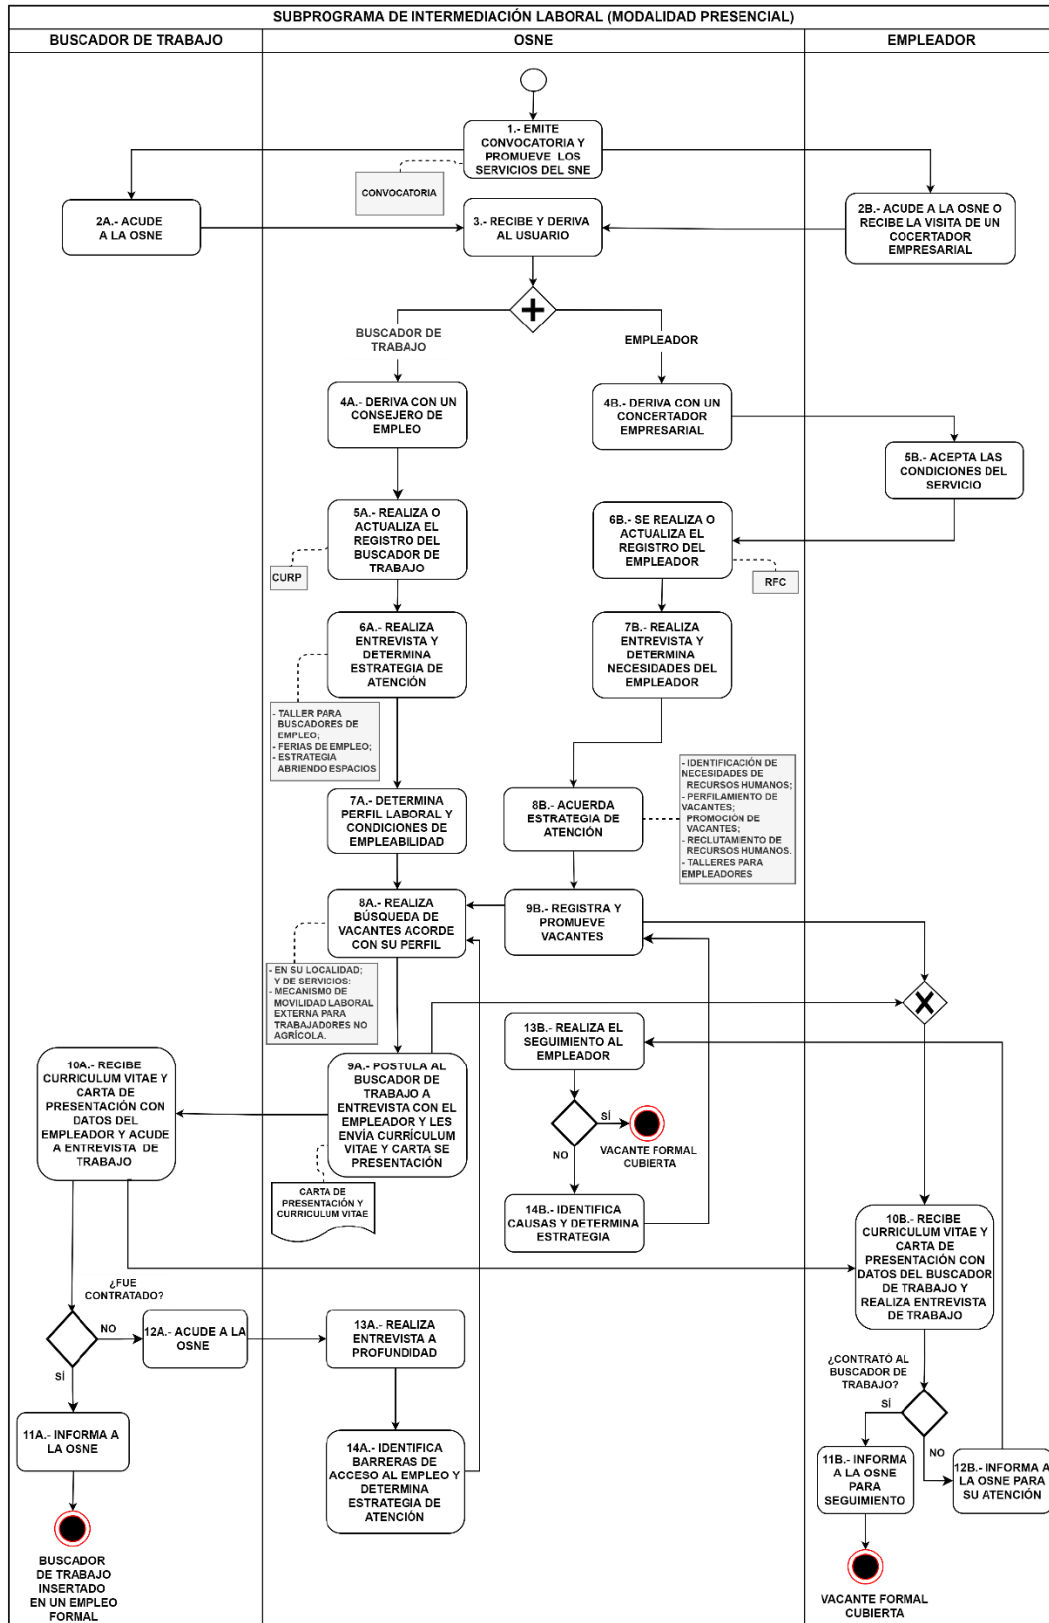 SUBPROGRAMA DE INTERMEDIACIÓN LABORAL (MODALIDAD PRESENCIAL)
BUSCADOR DE TRABAJO
OSNE
EMPLEADOR
1.- EMITE
CONVOCATORIA Y
PROMUEVE LOS
SERVICIOS DEL SNE
CONVOCATORIA
2A.- ACUDE
A LA OSNE
3.- RECIBE Y DERIVA
AL USUARIO
2B.- ACUDE A LA OSNE O
RECIBE LA VISITA DE UN
COCERTADOR
EMPRESARIAL
BUSCADOR DE
TRABAJO
EMPLEADOR
4A.- DERIVA CON UN
CONSEJERO DE
EMPLEO
4B.- DERIVA CON UN
CONCERTADOR
EMPRESARIAL
5B.- ACEPTA LAS
CONDICIONES DEL
SERVICIO
5A.- REALIZA O
ACTUALIZA EL
REGISTRO DEL
BUSCADOR DE
TRABAJO
CURP
6B.- SE REALIZA O
ACTUALIZA EL
REGISTRO DEL
EMPLEADOR
RFC
6A.- REALIZA
ENTREVISTA Y
DETERMINA
ESTRATEGIA DE
ATENCIÓN
7B.- REALIZA
ENTREVISTA Y
DETERMINA
NECESIDADES DEL
EMPLEADOR
- TALLER PARA
BUSCADORES DE
EMPLEO;
- FERIAS DE EMPLEO;
- ESTRATEGIA
ABRIENDO ESPACIOS
7A.- DETERMINA
PERFIL LABORAL Y
CONDICIONES DE
EMPLEABILIDAD
8B.- ACUERDA
ESTRATEGIA DE
ATENCIÓN
- IDENTIFICACIÓN DE
NECESIDADES DE
RECURSOS HUMANOS;
- PERFILAMIENTO DE
VACANTES;
PROMOCIÓN DE
VACANTES;
- RECLUTAMIENTO DE
RECURSOS HUMANOS.
- TALLERES PARA
EMPLEADORES
8A.- REALIZA
BÚSQUEDA DE
VACANTES ACORDE
CON SU PERFIL
9B.- REGISTRA Y
PROMUEVE
VACANTES
- EN SU LOCALIDAD;
Y DE SERVICIOS:
- MECANISMO DE
MOVILIDAD LABORAL
EXTERNA PARA
TRABAJADORES NO
AGRÍCOLA.
13B.- REALIZA EL
SEGUIMIENTO AL
EMPLEADOR
10A.- RECIBE
CURRICULUM VITAE Y
CARTA DE
PRESENTACIÓN CON
DATOS DEL
EMPLEADOR Y ACUDE
A ENTREVISTA DE
TRABAJO
9A.- POSTULA AL
BUSCADOR DE
TRABAJO A
ENTREVISTA CON EL
EMPLEADOR Y LES
ENVÍA CURRÍCULUM
VITAE Y CARTA SE
PRESENTACIÓN
SÍ
NO
VACANTE FORMAL
CUBIERTA
CARTA DE
PRESENTACIÓN Y
CURRICULUM VITAE
14B.- IDENTIFICA
CAUSAS Y DETERMINA
ESTRATEGIA
10B.- RECIBE
CURRICULUM VITAE Y
CARTA DE
PRESENTACIÓN CON
DATOS DEL BUSCADOR
DE TRABAJO Y
REALIZA ENTREVISTA
DE TRABAJO
¿FUE
CONTRATADO?
NO
SÍ
12A.- ACUDE A LA
OSNE
13A.- REALIZA
ENTREVISTA A
PROFUNDIDAD
¿CONTRATÓ AL
BUSCADOR DE
TRABAJO?
SÍ
NO
11A.- INFORMA A
LA OSNE
14A.- IDENTIFICA
BARRERAS DE
ACCESO AL EMPLEO Y
DETERMINA
ESTRATEGIA DE
ATENCIÓN
11B.- INFORMA
A LA OSNE
PARA
SEGUIMIENTO
12B.- INFORMA A
LA OSNE PARA
SU ATENCIÓN
BUSCADOR
DE TRABAJO
INSERTADO
EN UN EMPLEO
FORMAL
VACANTE FORMAL
CUBIERTA